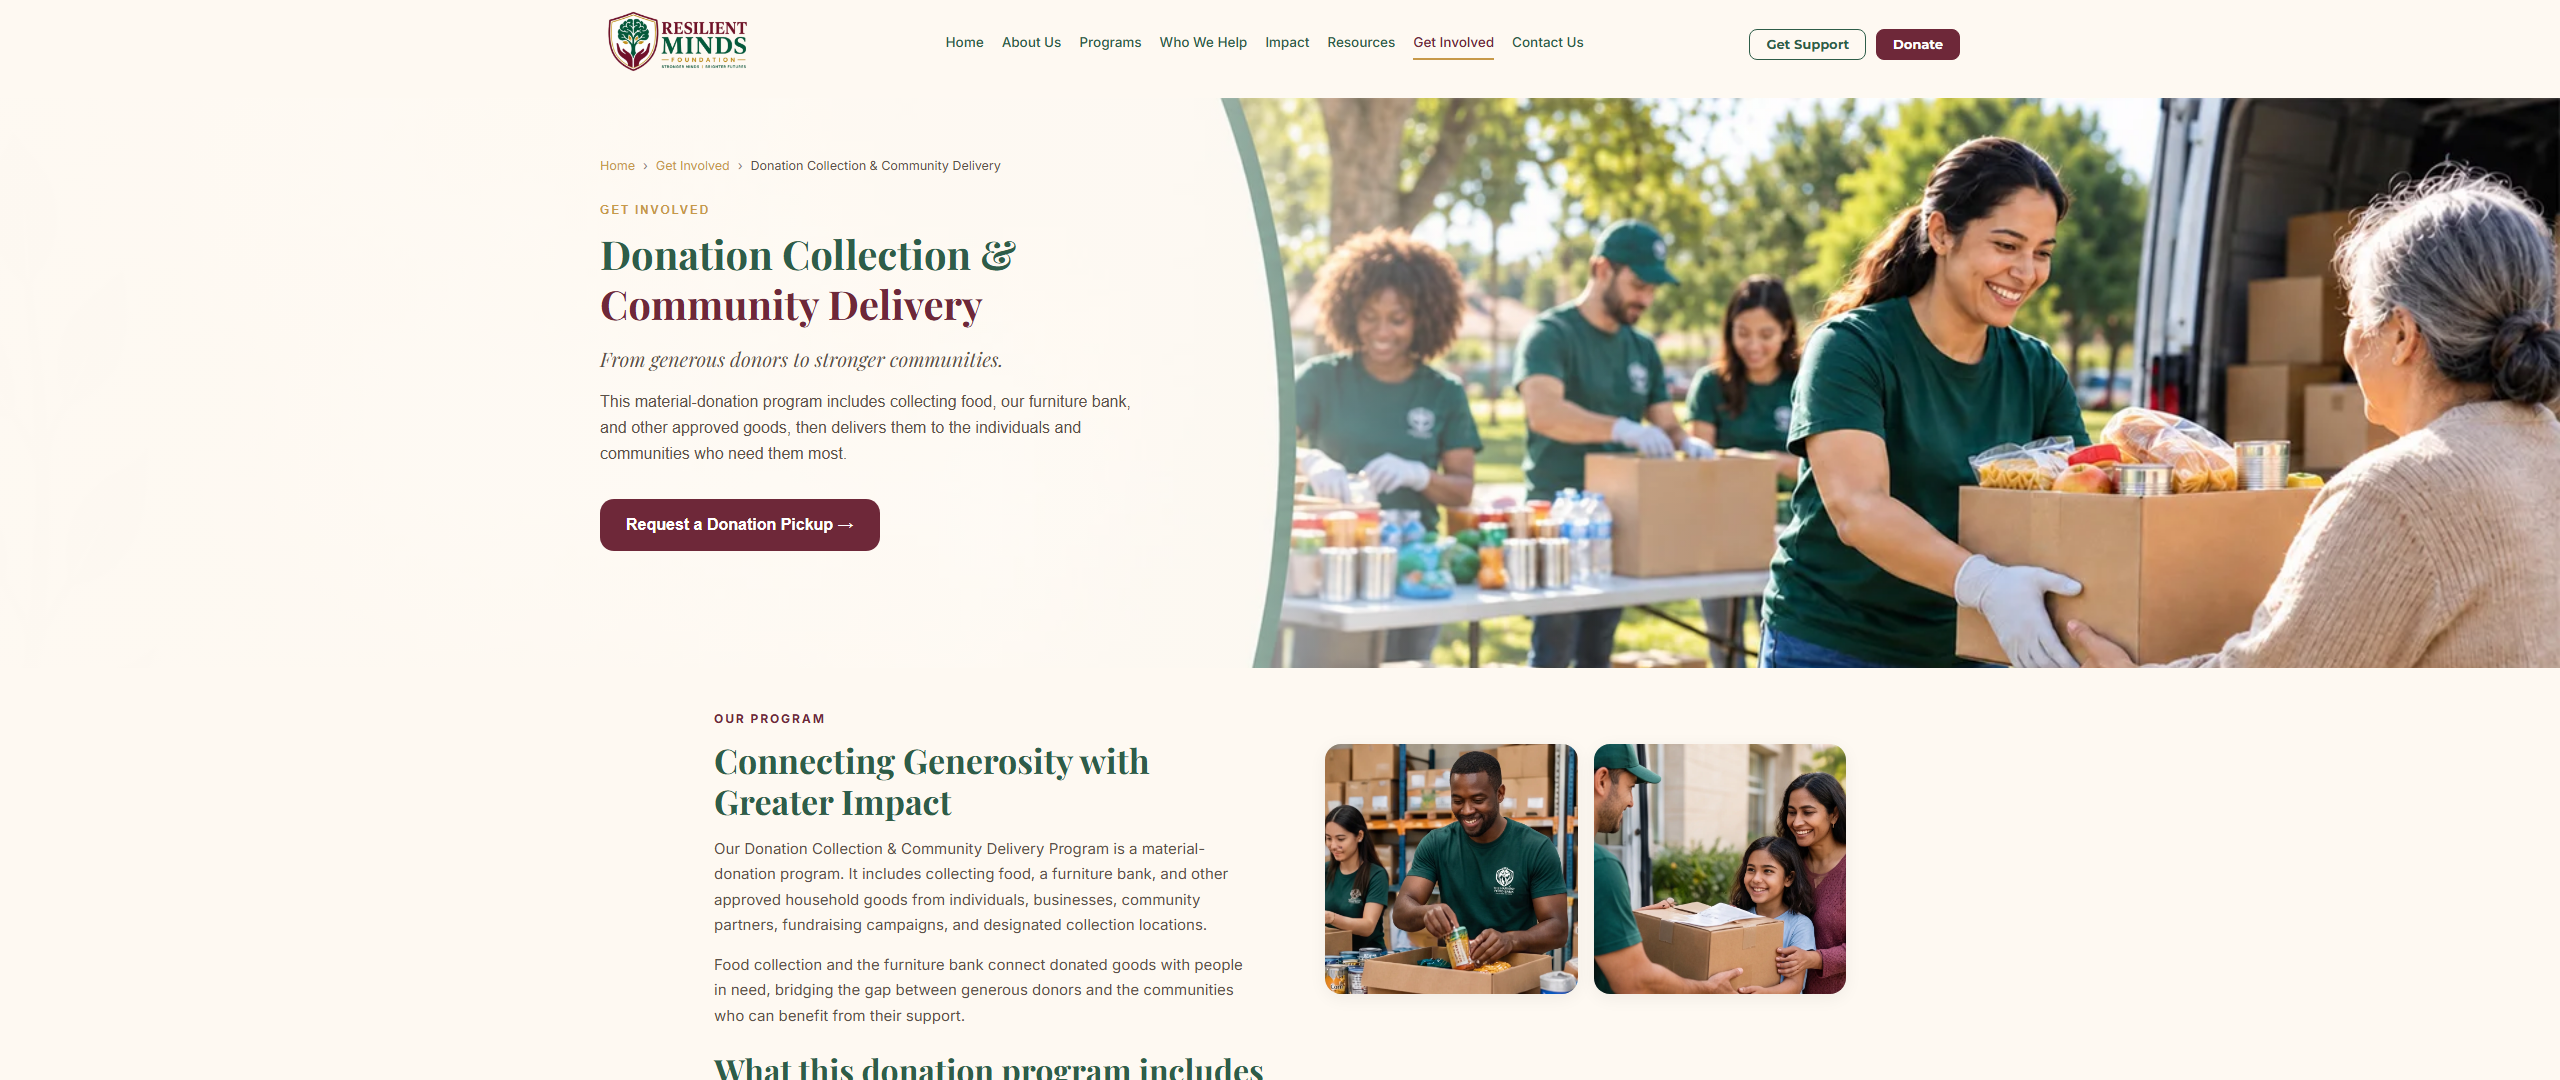 RESILIENT
MINDS
FOUNDATION
STRONGER MINDS | BRIGHTER FUTURES
Home About Us Programs Who We Help Impact Resources Get Involved Contact Us
Get Support Donate
Home › Get Involved › Donation Collection & Community Delivery
GET INVOLVED
Donation Collection &
Community Delivery
From generous donors to stronger communities.
This material-donation program includes collecting food, our furniture bank,
and other approved goods, then delivers them to the individuals and
communities who need them most.
Request a Donation Pickup →
OUR PROGRAM
Connecting Generosity with
Greater Impact
Our Donation Collection & Community Delivery Program is a material-
donation program. It includes collecting food, a furniture bank, and other
approved household goods from individuals, businesses, community
partners, fundraising campaigns, and designated collection locations.
Food collection and the furniture bank connect donated goods with people
in need, bridging the gap between generous donors and the communities
who can benefit from their support.
What this donation program includes